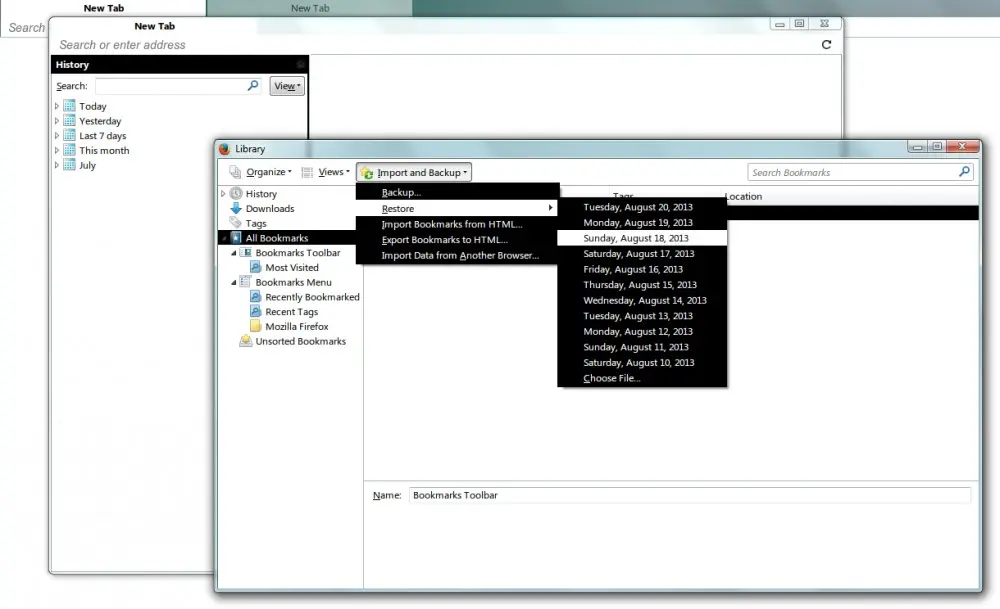 New Tab New Tab
Search
New Tab
Search or enter address
History
Search: View
Today
Yesterday
Last 7 days
This month
July
Library
Organize Views Import and Backup Search Bookmarks
History
Downloads
Tags
All Bookmarks
Bookmarks Toolbar
Most Visited
Bookmarks Menu
Recently Bookmarked
Recent Tags
Mozilla Firefox
Unsorted Bookmarks
Backup...
Restore
Import Bookmarks from HTML...
Export Bookmarks to HTML...
Import Data from Another Browser...
Tags Location
Tuesday, August 20, 2013
Monday, August 19, 2013
Sunday, August 18, 2013
Saturday, August 17, 2013
Friday, August 16, 2013
Thursday, August 15, 2013
Wednesday, August 14, 2013
Tuesday, August 13, 2013
Monday, August 12, 2013
Sunday, August 11, 2013
Saturday, August 10, 2013
Choose File...
Name: Bookmarks Toolbar